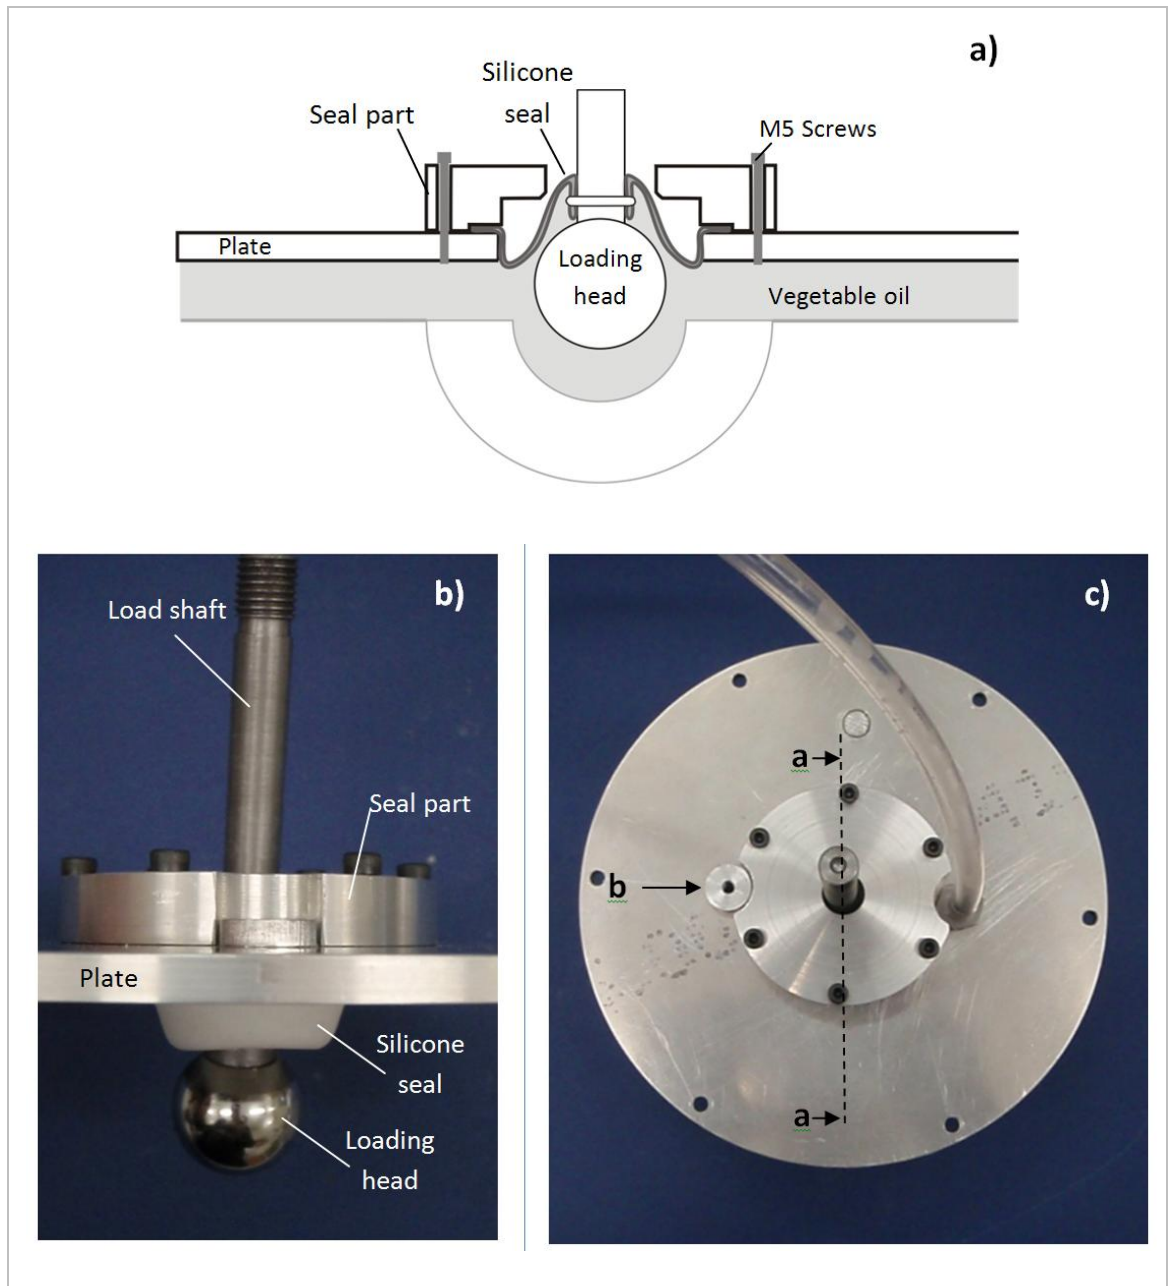 a)
Silicone
seal
Seal part
M5 Screws
Plate
Loading
head
Vegetable oil
b)
Load shaft
Seal part
Plate
Silicone
seal
Loading
head
c)
a
b
a